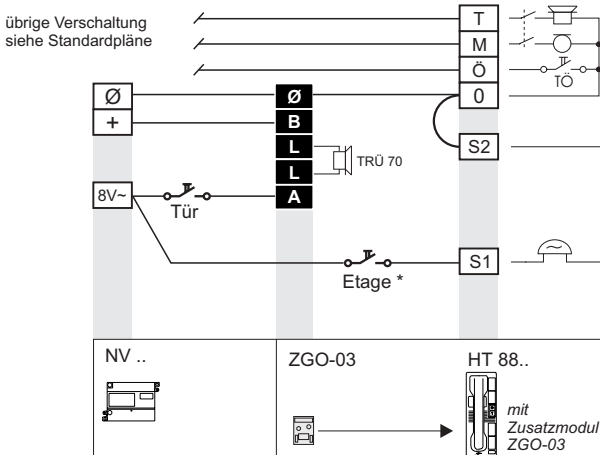 übrige Verschaltung
siehe Standardpläne
T
M
Ö
TÖ
Ø
Ø
0
+
B
L
TRÜ 70
S2
L
8V~
A
Tür
S1
Etage *
NV ..
ZGO-03
HT 88..
mit
Zusatzmodul
ZGO-03